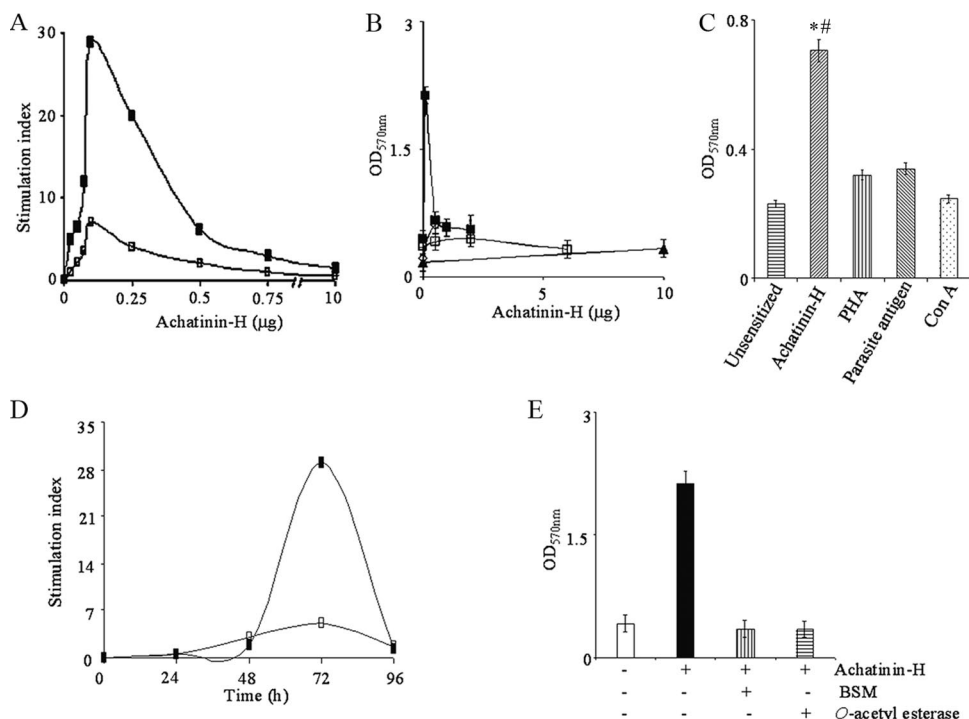 A
30
20
10
0
Stimulation index
0
0.25
0.5
0.75
10
Achatinin-H (µg)
B
3
1.5
0
OD570nm
0
5
10
Achatinin-H (µg)
C
0.8
0.4
0
OD570nm
*#
Unsensitized
Achatinin-H
PHA
Parasite antigen
Con A
D
35
28
21
14
7
0
Stimulation index
0
24
48
72
96
Time (h)
E
3
1.5
0
OD570nm
- + + + Achatinin-H
- - + - BSM
- - - + O-acetyl esterase